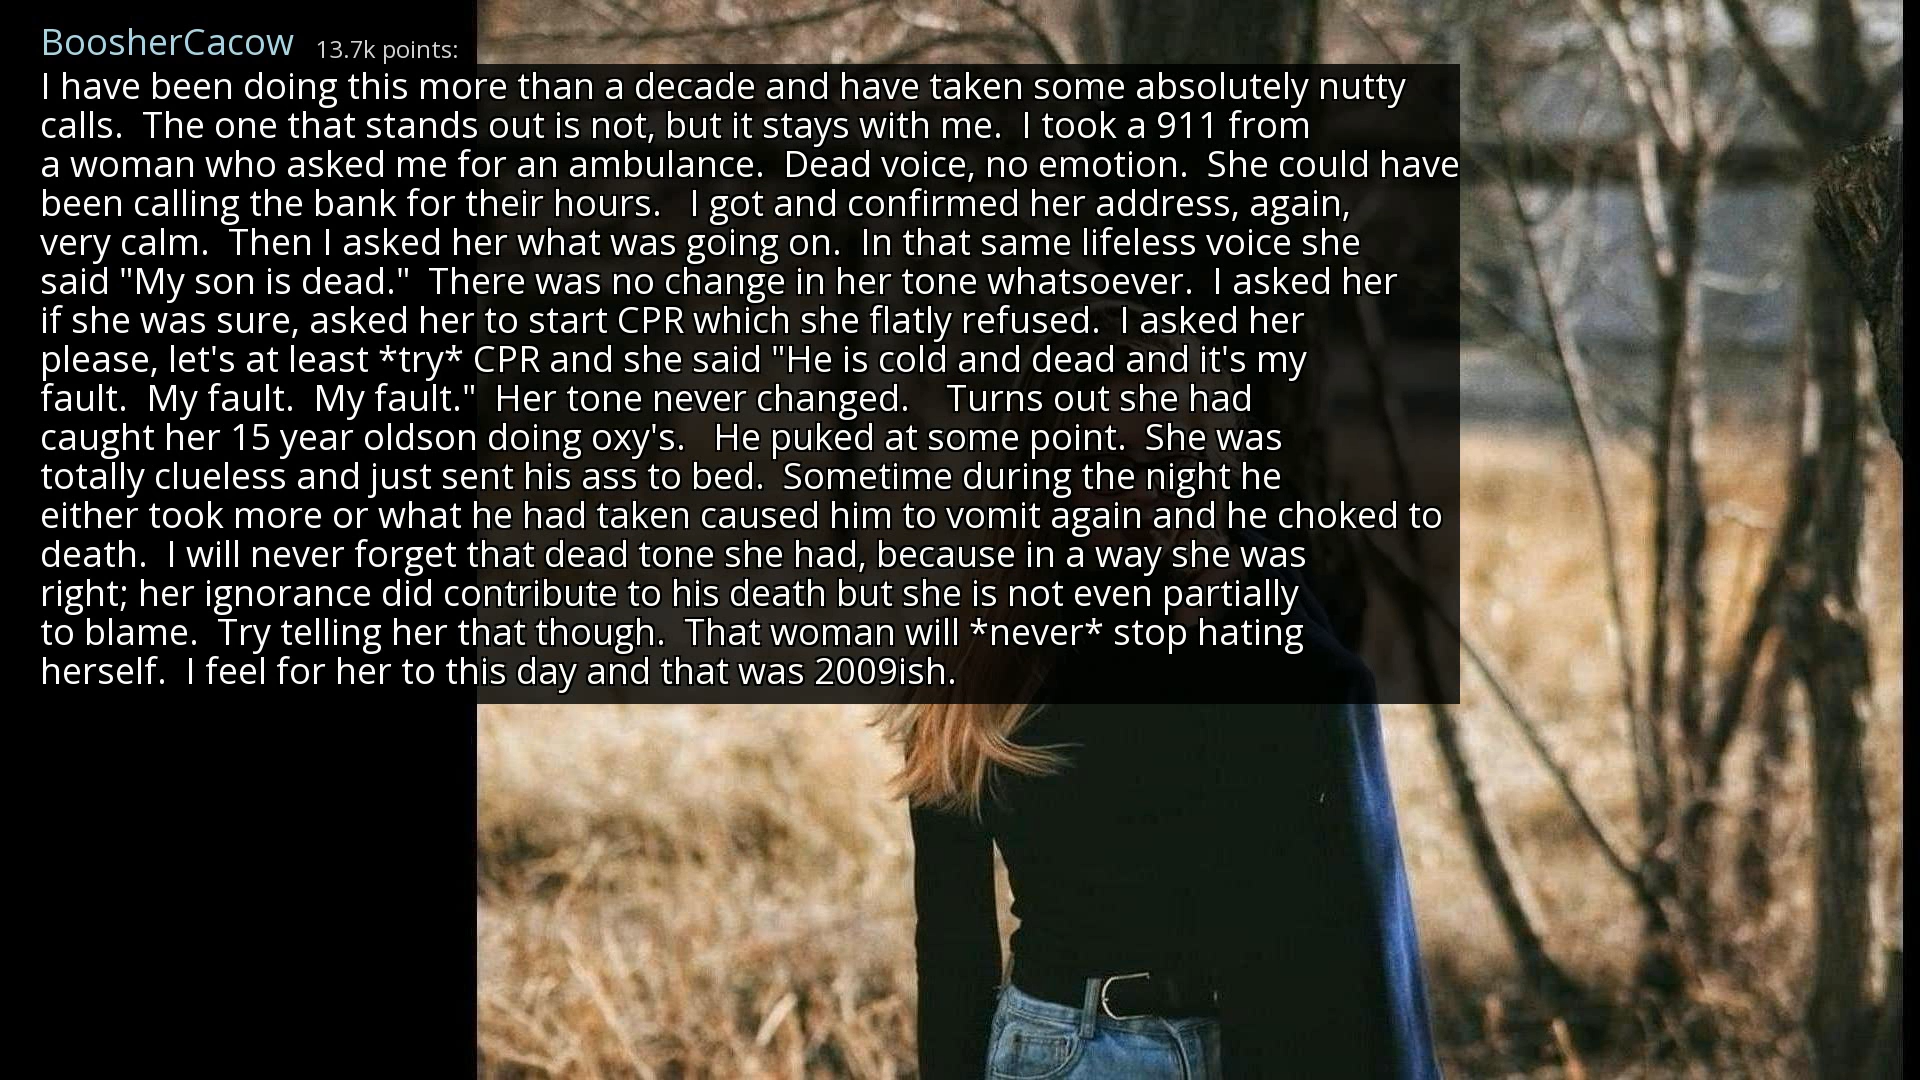 BoosherCacow 13.7k points:
I have been doing this more than a decade and have taken some absolutely nutty
calls.  The one that stands out is not, but it stays with me.  I took a 911 from
a woman who asked me for an ambulance.  Dead voice, no emotion.  She could have
been calling the bank for their hours.   I got and confirmed her address, again,
very calm.  Then I asked her what was going on.  In that same lifeless voice she
said "My son is dead."  There was no change in her tone whatsoever.  I asked her
if she was sure, asked her to start CPR which she flatly refused.  I asked her
please, let's at least *try* CPR and she said "He is cold and dead and it's my
fault.  My fault.  My fault."  Her tone never changed.    Turns out she had
caught her 15 year oldson doing oxy's.   He puked at some point.  She was
totally clueless and just sent his ass to bed.  Sometime during the night he
either took more or what he had taken caused him to vomit again and he choked to
death.  I will never forget that dead tone she had, because in a way she was
right; her ignorance did contribute to his death but she is not even partially
to blame.  Try telling her that though.  That woman will *never* stop hating
herself.  I feel for her to this day and that was 2009ish.